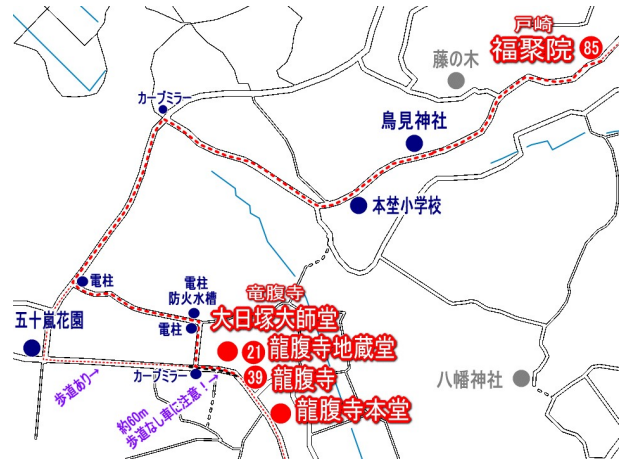 戸崎
福聚院 85
藤の木
カーブミラー
鳥見神社
本埜小学校
電柱
電柱
防火水槽
竜腹寺
大日塚大師堂
五十嵐花園
電柱
21 龍腹寺地蔵堂
カーブミラー
39 龍腹寺
八幡神社
歩道あり→
約60m
歩道なし車に注意！→
龍腹寺本堂